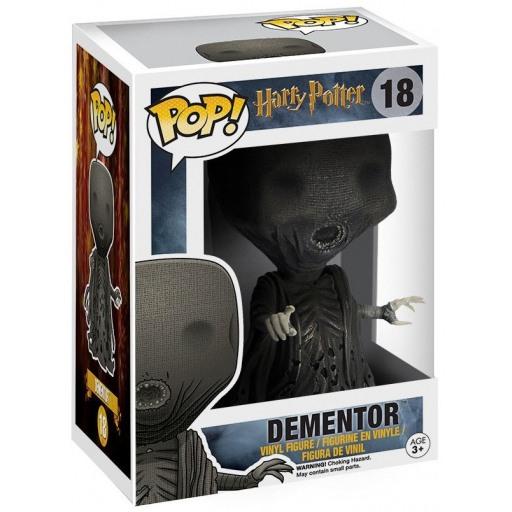 POP!
Harry Potter
18
DEMENTOR
VINYL FIGURE / FIGURINE EN VINYLE /
FIGURA DE VINIL
WARNING! Choking Hazard.
May contain small parts.
AGE
3+
POP!
18